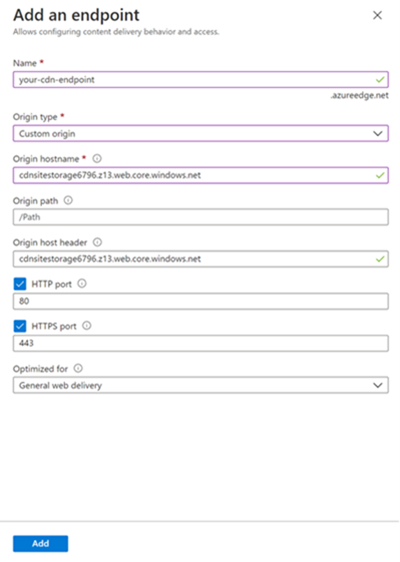 Add an endpoint
Allows configuring content delivery behavior and access.
Name *
your-cdn-endpoint
.azureedge.net
Origin type *
Custom origin
Origin hostname *
cdnsitestorage6796.z13.web.core.windows.net
Origin path
/Path
Origin host header
cdnsitestorage6796.z13.web.core.windows.net
HTTP port
80
HTTPS port
443
Optimized for
General web delivery
Add